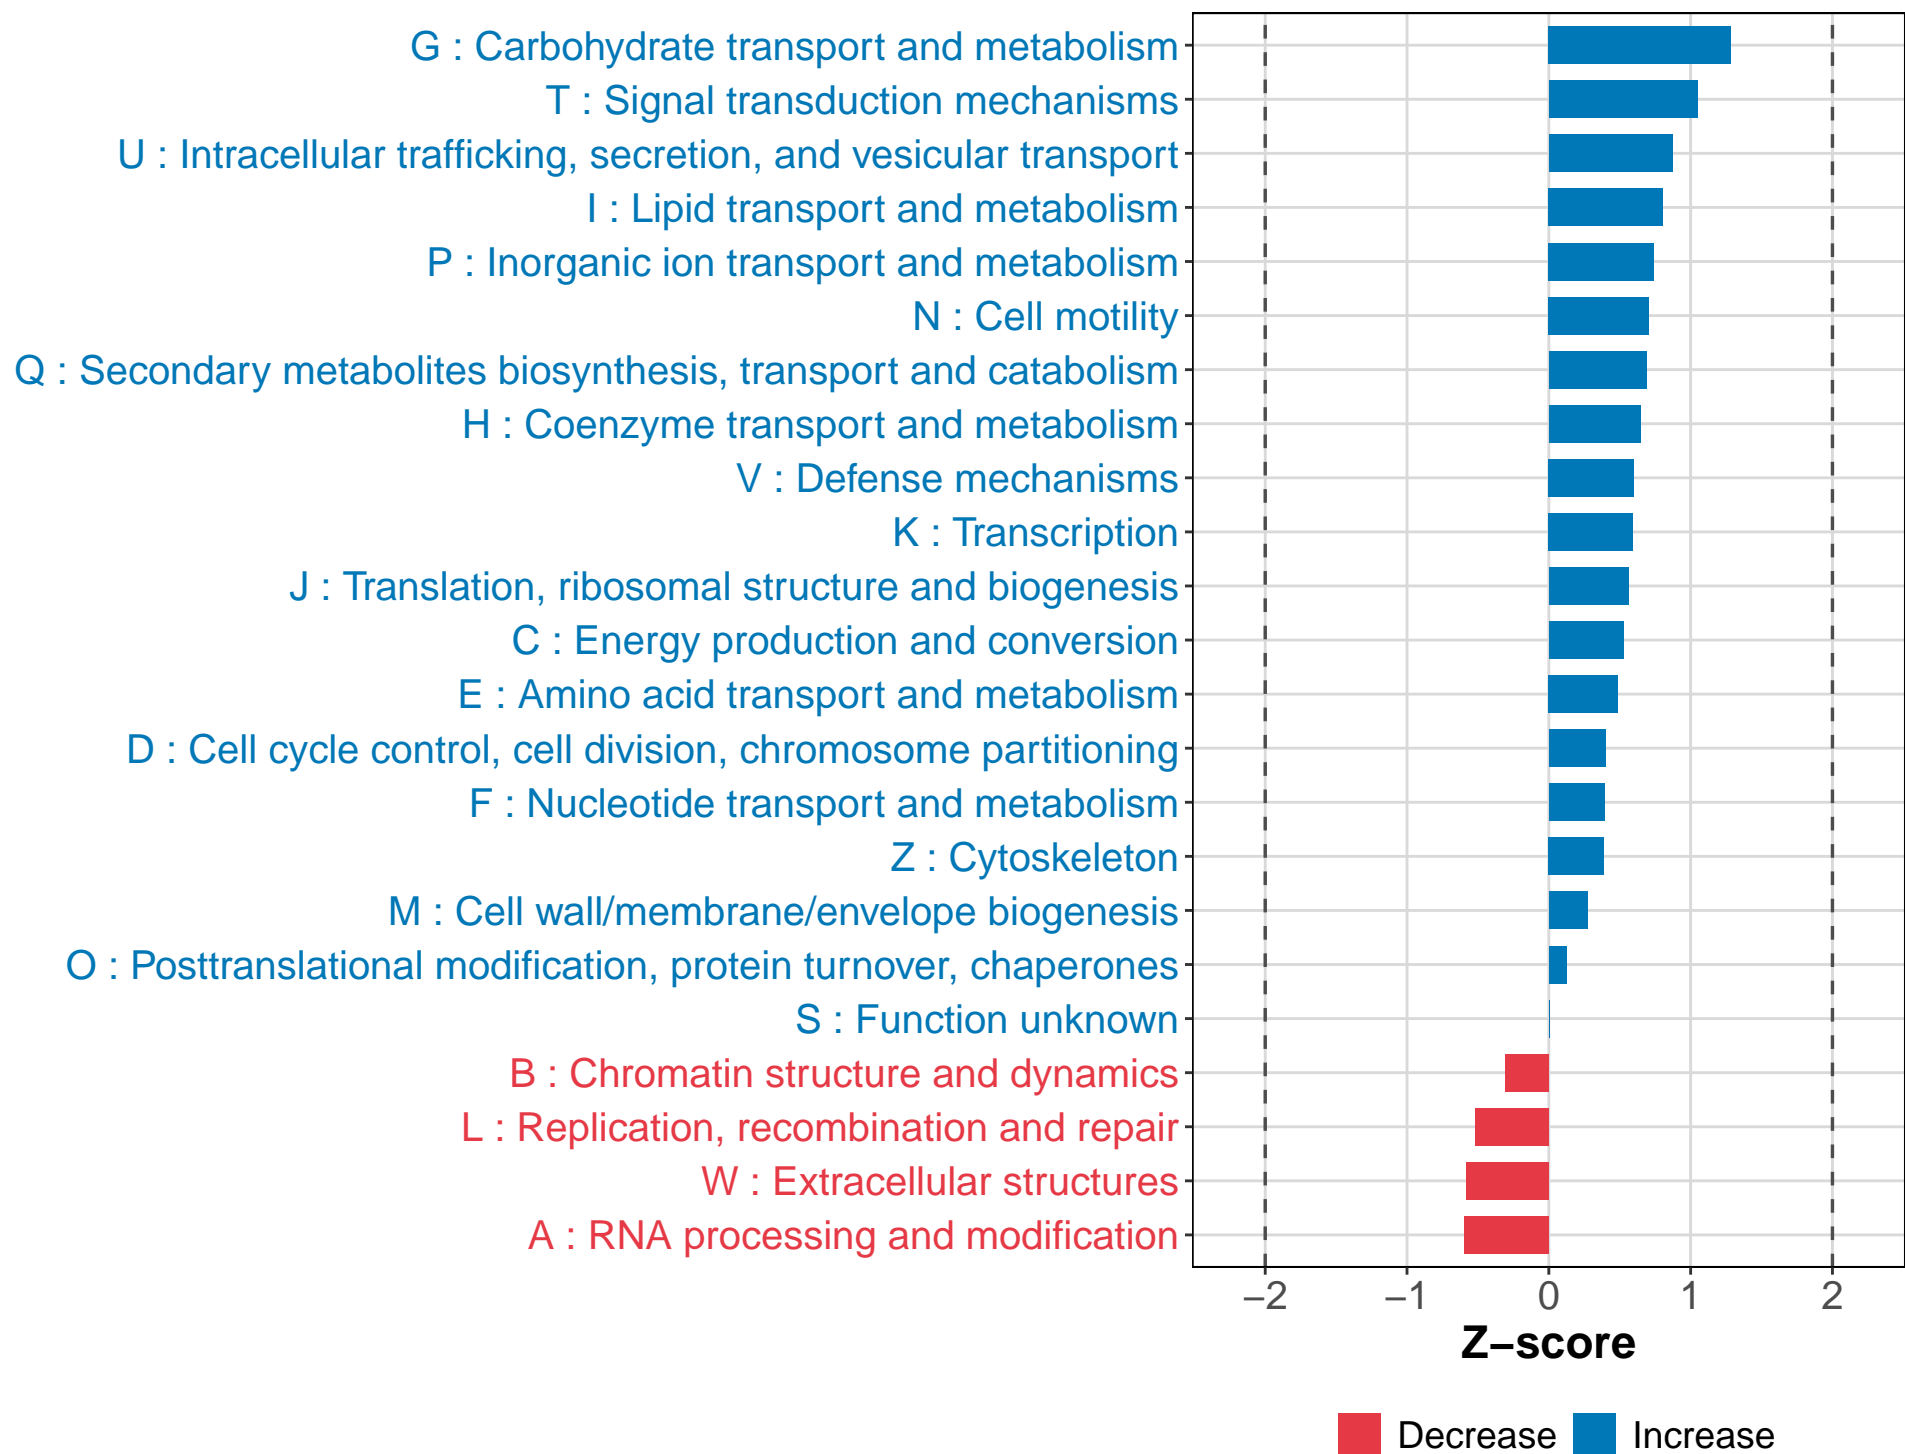 G : Carbohydrate transport and metabolism
T : Signal transduction mechanisms
U : Intracellular trafficking, secretion, and vesicular transport
I : Lipid transport and metabolism
P : Inorganic ion transport and metabolism
N : Cell motility
Q : Secondary metabolites biosynthesis, transport and catabolism
H : Coenzyme transport and metabolism
V : Defense mechanisms
K : Transcription
J : Translation, ribosomal structure and biogenesis
C : Energy production and conversion
E : Amino acid transport and metabolism
D : Cell cycle control, cell division, chromosome partitioning
F : Nucleotide transport and metabolism
Z : Cytoskeleton
M : Cell wall/membrane/envelope biogenesis
O : Posttranslational modification, protein turnover, chaperones
S : Function unknown
B : Chromatin structure and dynamics
L : Replication, recombination and repair
W : Extracellular structures
A : RNA processing and modification
−2 −1 0 1 2
Z−score
Decrease Increase